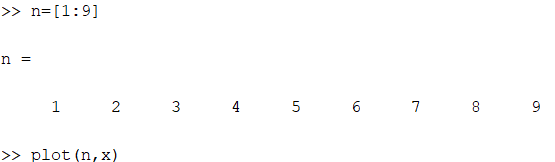 >> n=[1:9]
n =
1 2 3 4 5 6 7 8 9
>> plot(n,x)